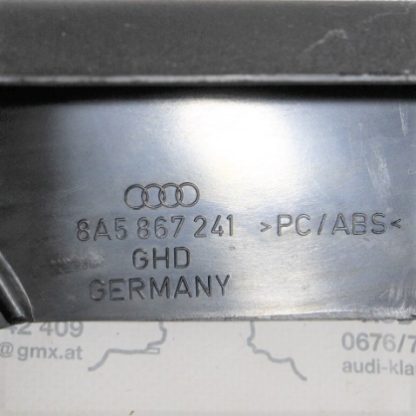 8A5 867 241 >PC/ABS<
GHD
GERMANY
42 409
@gmx.at
0676/7
audi-kla